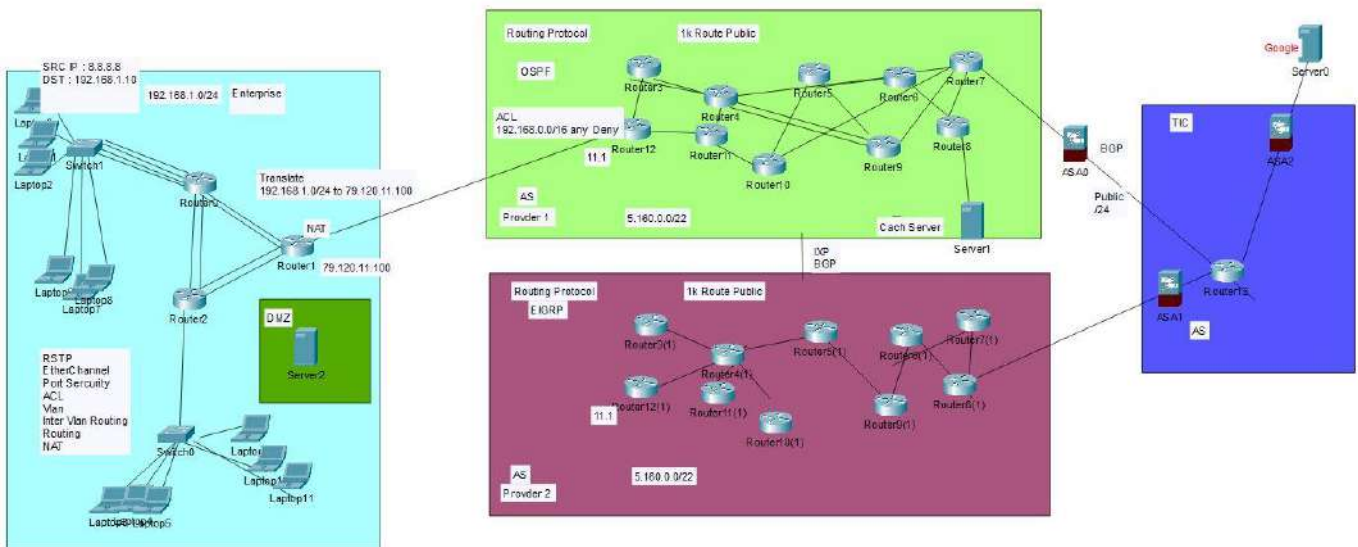 SRC IP : 8.8.8.8
DST : 192.168.1.10
192.168.1.0/24
Enterprise
Laptop2
Switch1
Router0
Translate
192.168.1.0/24 to 79.120.11.100
NAT
Router1
79.120.11.100
Laptop8
Laptop7
Router2
DMZ
Server2
RSTP
EtherChannel
Port Sercurity
ACL
Vlan
Inter Vlan Routing
Routing
NAT
Switch0
Laptop11
Laptop5
Routing Protocol
1k Route Public
OSPF
Router3
Router4
Router5
Router6
Router7
ACL
192.168.0.0/16 any Deny
11.1
Router12
Router11
Router10
Router9
Router8
AS
Provder 1
5.160.0.0/22
Cach Server
Server1
IXP
BGP
Routing Protocol
EIGRP
1k Route Public
Router3(1)
Router4(1)
Router5(1)
Router7(1)
Router12(1)
11.1
Router11(1)
Router10(1)
Router9(1)
Router8(1)
AS
Provder 2
5.160.0.0/22
ASA0
BGP
Public
/24
Google
Server0
TIC
ASA2
ASA1
AS